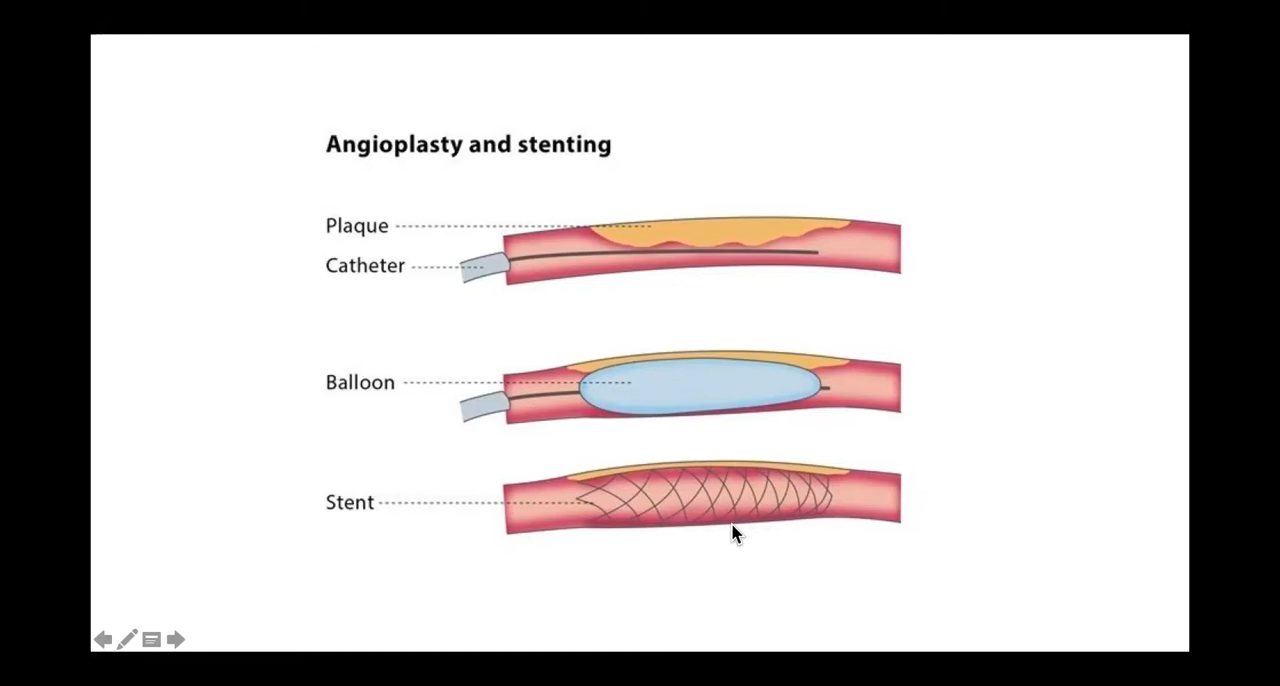 Angioplasty and stenting
Plaque
Catheter
Balloon
Stent